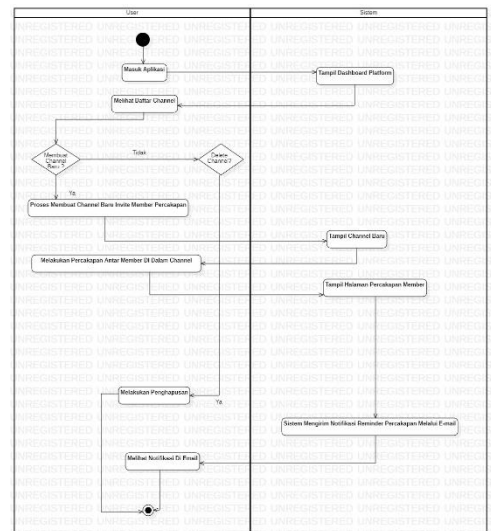 User
Sistem
Masuk Aplikasi
Tampil Dashboard Platform
Melihat Daftar Channel
Membuat
Channel
Baru ?
Tidak
Delete
Channel?
Ya
Proses Membuat Channel Baru Invite Member Percakapan
Tampil Channel Baru
Melakukan Percakapan Antar Member Di Dalam Channel
Tampil Halaman Percakapan Member
Melakukan Penghapusan
Ya
Sistem Mengirim Notifikasi Reminder Percakapan Melalui E-mail
Melihat Notifikasi Di Email
UNREGISTERED